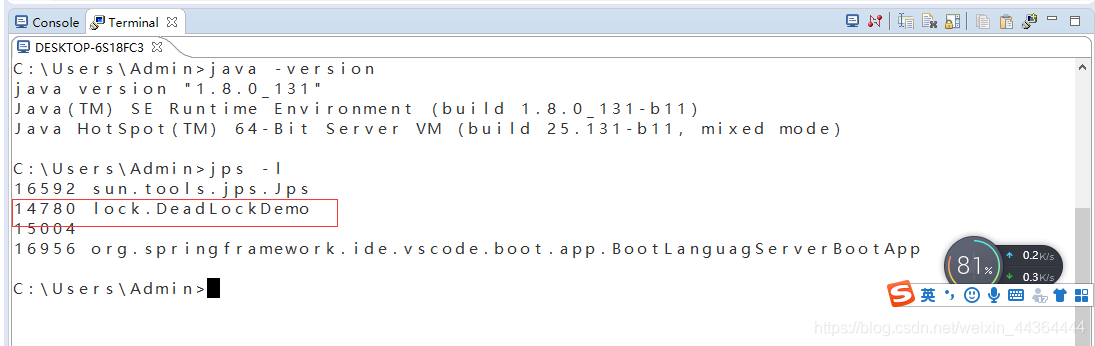 Console Terminal
DESKTOP-6S18FC3
C:\Users\Admin>java -version
java version "1.8.0_131"
Java(TM) SE Runtime Environment (build 1.8.0_131-b11)
Java HotSpot(TM) 64-Bit Server VM (build 25.131-b11, mixed mode)
C:\Users\Admin>jps -l
16592 sun.tools.jps.Jps
14780 lock.DeadLockDemo
15004
16956 org.springframework.ide.vscode.boot.app.BootLanguagServerBootApp
81% 0.2K/s
0.3K/s
C:\Users\Admin>
S 英 17
https://blog.csdn.net/weixin_44364444